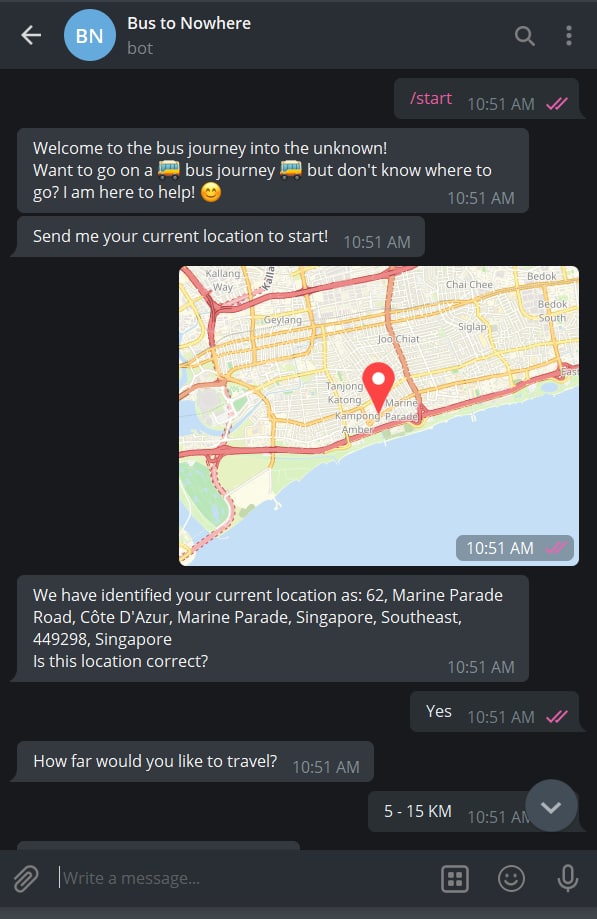 BN
Bus to Nowhere
bot
/start 10:51 AM
Welcome to the bus journey into the unknown!
Want to go on a 🚌 bus journey 🚌 but don't know where to
go? I am here to help! 😊 10:51 AM
Send me your current location to start! 10:51 AM
Kallang
Way
Kalla
Bedok
Chai Chee
Bedok
South
Geylang
Siglap
Joo Chiat
East
Tanjong
Katong
Marine
Parade
Kampong
Amber
10:51 AM
We have identified your current location as: 62, Marine Parade
Road, Côte D'Azur, Marine Parade, Singapore, Southeast,
449298, Singapore
Is this location correct? 10:51 AM
Yes 10:51 AM
How far would you like to travel? 10:51 AM
5 - 15 KM 10:51 AM
Write a message...